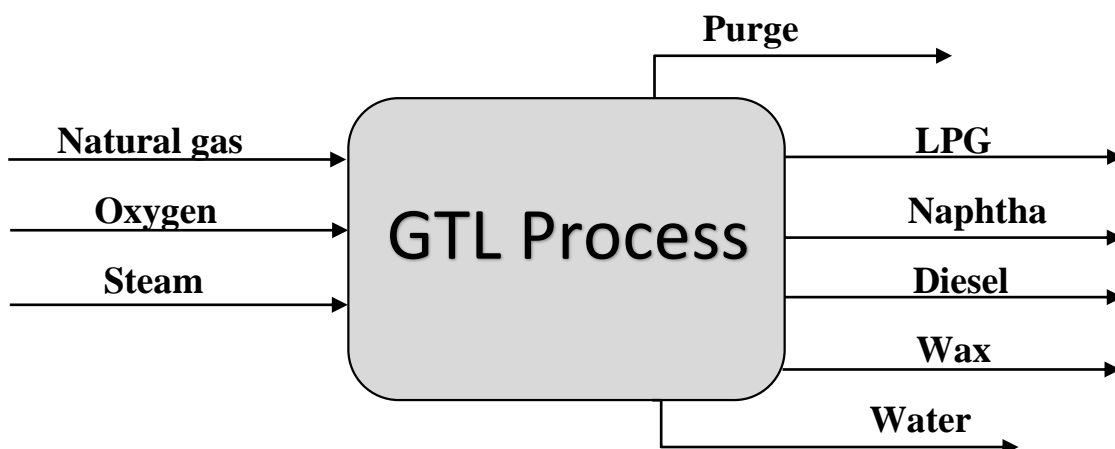 Purge
Natural gas
Oxygen
Steam
GTL Process
LPG
Naphtha
Diesel
Wax
Water